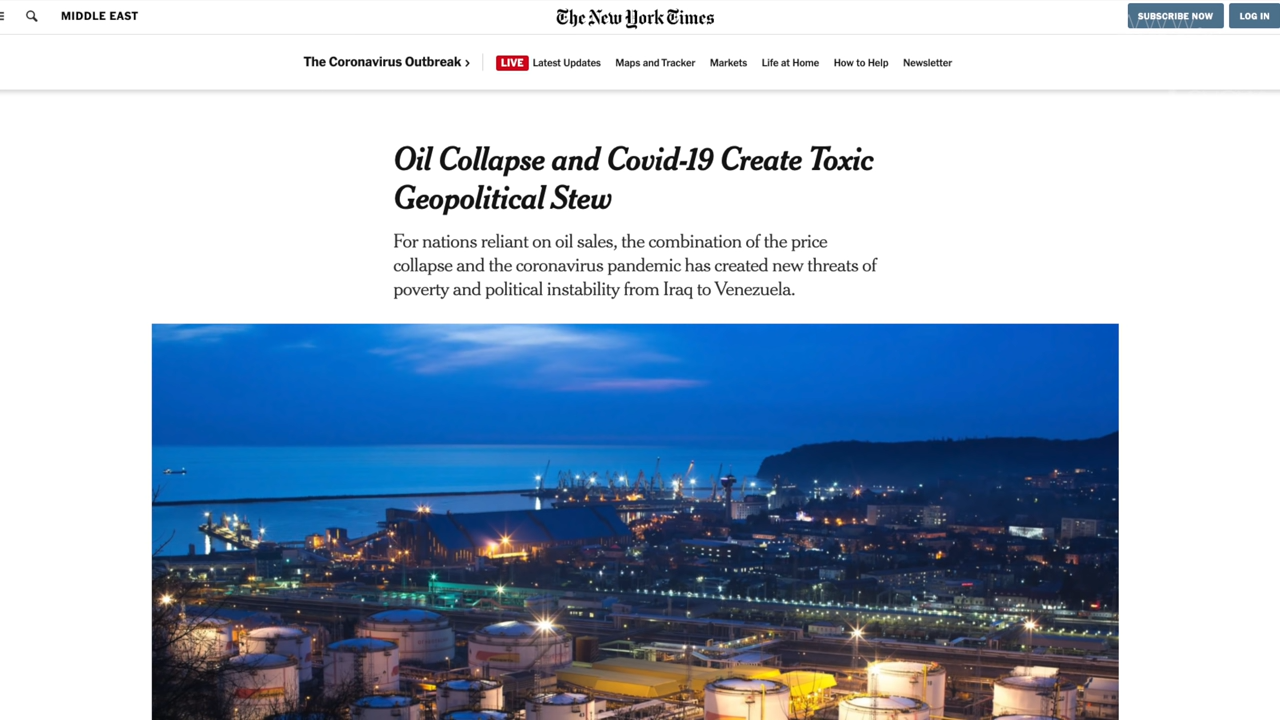 MIDDLE EAST
The New York Times
SUBSCRIBE NOW
LOG IN
The Coronavirus Outbreak ›
LIVE Latest Updates Maps and Tracker Markets Life at Home How to Help Newsletter
Oil Collapse and Covid-19 Create Toxic
Geopolitical Stew
For nations reliant on oil sales, the combination of the price
collapse and the coronavirus pandemic has created new threats of
poverty and political instability from Iraq to Venezuela.